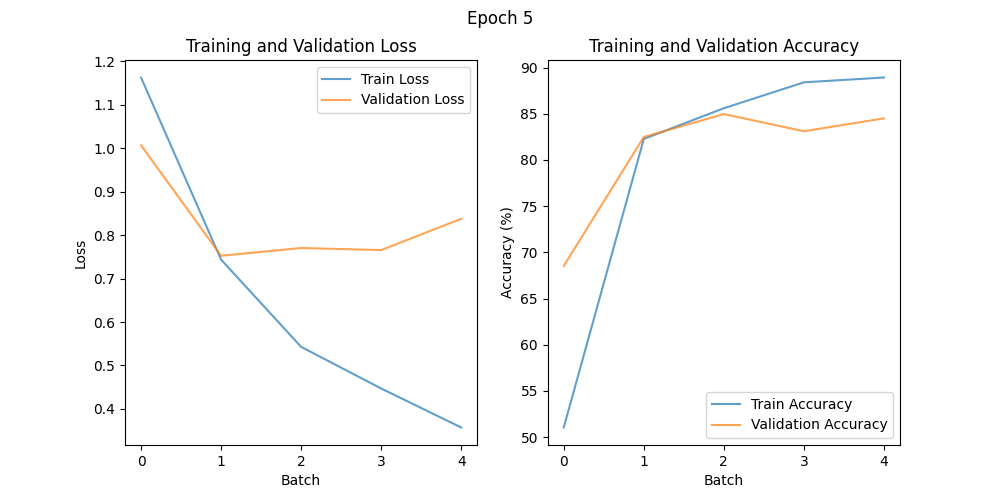 Epoch 5
Training and Validation Loss
1.2
1.1
1.0
0.9
0.8
0.7
0.6
0.5
0.4
Loss
Train Loss
Validation Loss
0 1 2 3 4
Batch
Training and Validation Accuracy
90
85
80
75
70
65
60
55
50
Accuracy (%)
Train Accuracy
Validation Accuracy
0 1 2 3 4
Batch